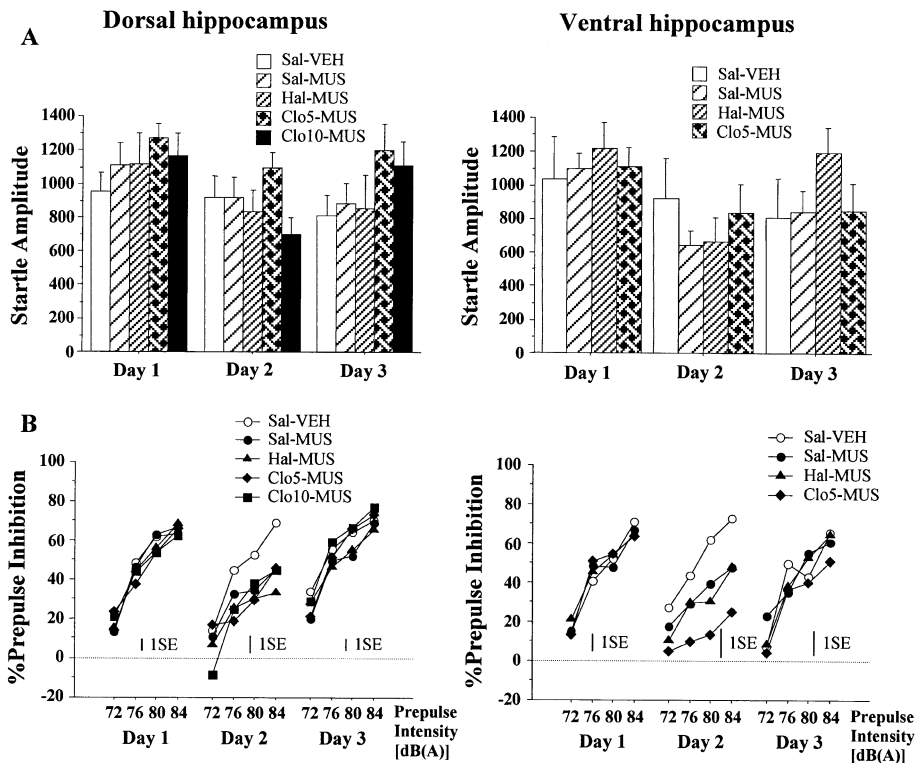 Dorsal hippocampus
Ventral hippocampus
A
Sal-VEH
Sal-MUS
Hal-MUS
Clo5-MUS
Clo10-MUS
Startle Amplitude
1400
1200
1000
800
600
400
200
0
Day 1 Day 2 Day 3
Sal-VEH
Sal-MUS
Hal-MUS
Clo5-MUS
Startle Amplitude
1400
1200
1000
800
600
400
200
0
Day 1 Day 2 Day 3
B
Sal-VEH
Sal-MUS
Hal-MUS
Clo5-MUS
Clo10-MUS
%Prepulse Inhibition
100
80
60
40
20
0
-20
1SE 1SE 1SE
72 76 80 84 72 76 80 84 72 76 80 84 Prepulse
Intensity
[dB(A)]
Day 1 Day 2 Day 3
Sal-VEH
Sal-MUS
Hal-MUS
Clo5-MUS
%Prepulse Inhibition
100
80
60
40
20
0
-20
1SE 1SE 1SE
72 76 80 84 72 76 80 84 72 76 80 84 Prepulse
Intensity
[dB(A)]
Day 1 Day 2 Day 3